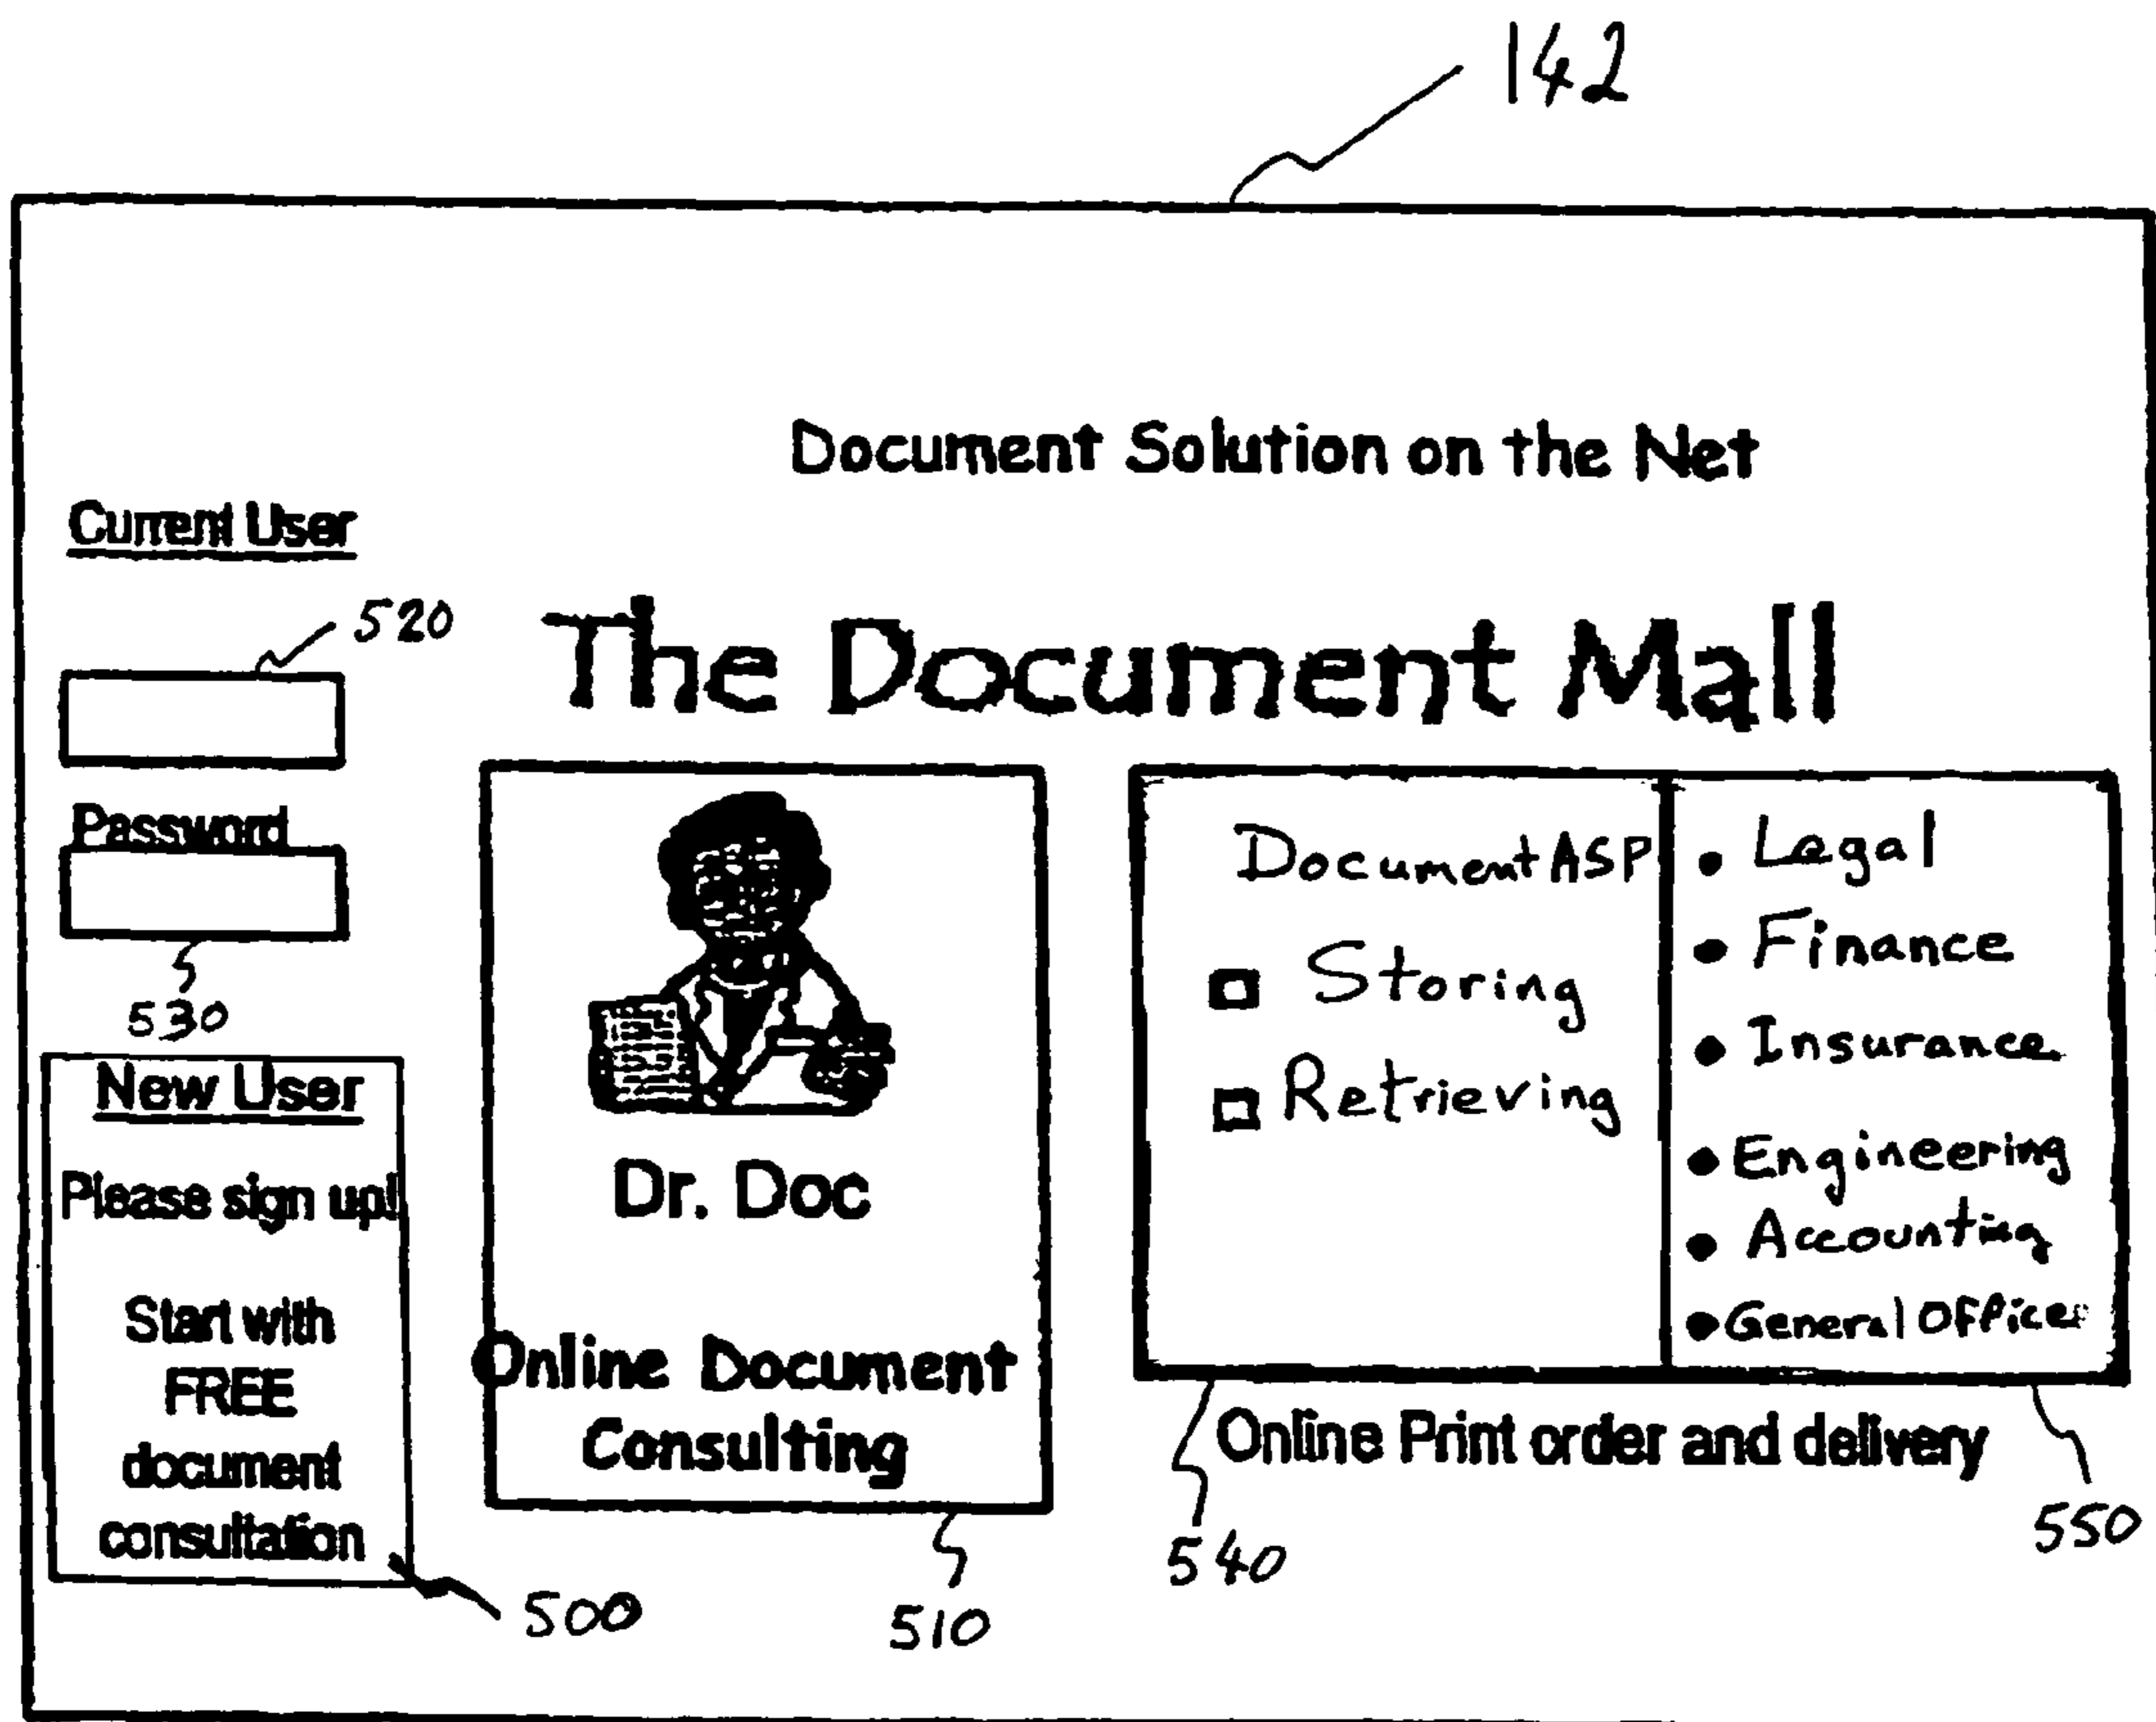 142
Document Solution on the Net
Current User
520
The Document Mall
Password
530
New User
Please sign up!
Start with
FREE
document
consultation
500
Dr. Doc
Online Document
Consulting
510
Document ASP
Storing
Retrieving
540
• Legal
• Finance
• Insurance
• Engineering
• Accounting
• General Office
550
Online Print order and delivery